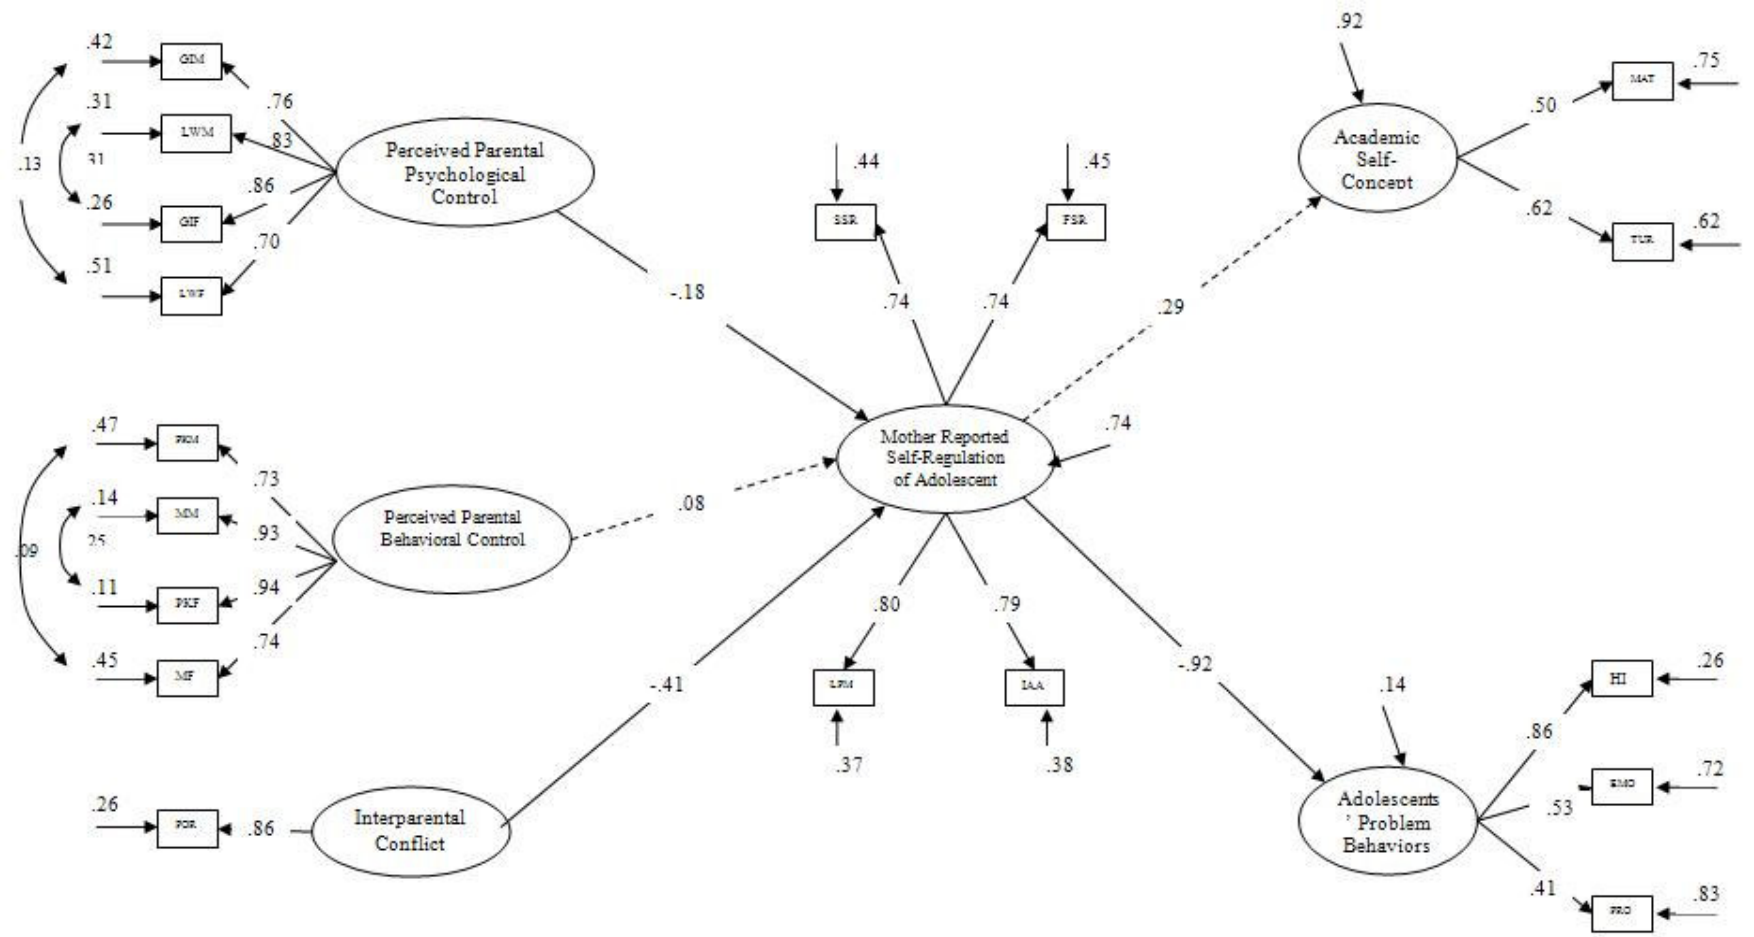 .42
GIM
.76
.31
LWM
.83
.13
.31
.86
.26
GIF
.70
.51
LWF
Perceived Parental
Psychological
Control
-.18
.47
PKM
.73
.14
MM
.93
.09
.25
.11
PKF
.94
.74
.45
MF
Perceived Parental
Behavioral Control
.08
.26
.86
Interparental
Conflict
-.41
.44
SSR
.74
.45
FSR
.74
Mother Reported
Self-Regulation
of Adolescent
.74
.80
.79
IAA
.37
.38
.29
.92
Academic
Self-
Concept
.50
MAT
.75
.62
TUR
.62
-.92
.14
Adolescents
' Problem
Behaviors
.86
HI
.26
.53
EMO
.72
.41
PRO
.83